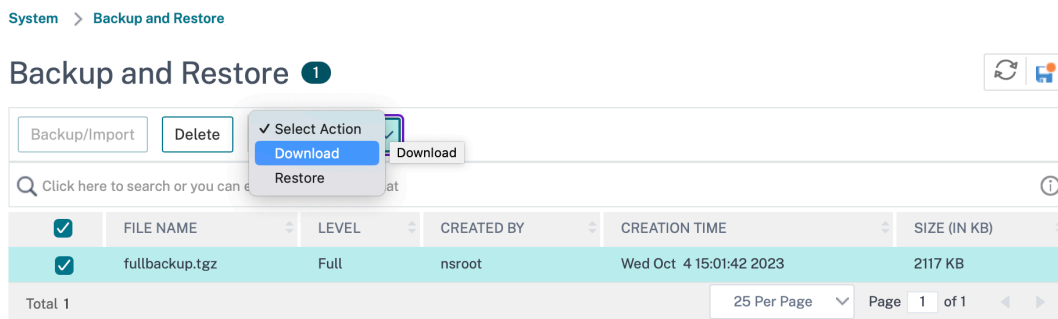 System > Backup and Restore
Backup and Restore 1
Backup/Import Delete
✓ Select Action
Download
Download
Restore
Click here to search or you can e at
FILE NAME LEVEL CREATED BY CREATION TIME SIZE (IN KB)
fullbackup.tgz Full nsroot Wed Oct 4 15:01:42 2023 2117 KB
Total 1 25 Per Page Page 1 of 1